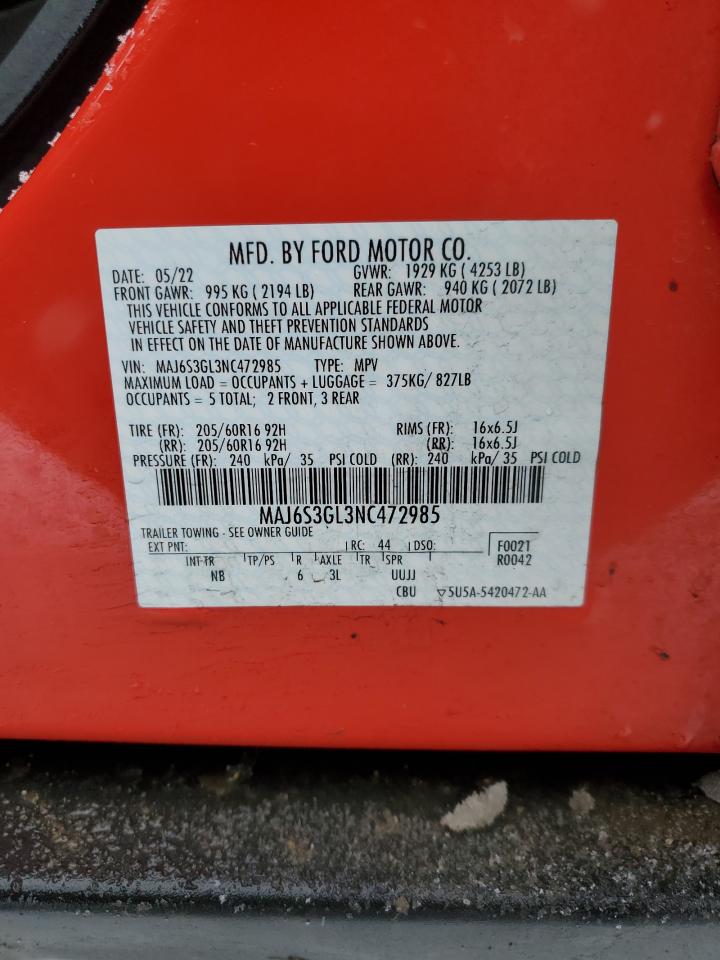 MFD. BY FORD MOTOR CO.
DATE: 05/22 GVWR: 1929 KG ( 4253 LB)
FRONT GAWR: 995 KG ( 2194 LB) REAR GAWR: 940 KG ( 2072 LB)
THIS VEHICLE CONFORMS TO ALL APPLICABLE FEDERAL MOTOR
VEHICLE SAFETY AND THEFT PREVENTION STANDARDS
IN EFFECT ON THE DATE OF MANUFACTURE SHOWN ABOVE.
VIN: MAJ6S3GL3NC472985 TYPE: MPV
MAXIMUM LOAD = OCCUPANTS + LUGGAGE = 375KG/ 827LB
OCCUPANTS = 5 TOTAL; 2 FRONT, 3 REAR
TIRE (FR): 205/60R16 92H RIMS (FR): 16x6.5J
(RR): 205/60R16 92H (RR): 16x6.5J
PRESSURE (FR): 240 kPa/ 35 PSI COLD (RR): 240 kPa/ 35 PSI COLD
MAJ6S3GL3NC472985
TRAILER TOWING - SEE OWNER GUIDE
EXT PNT: RC: 44 DSO: F0021
R0042
INT TR TP/PS R AXLE TR SPR
NB 6 3L UUJJ
CBU ▽5U5A-5420472-AA